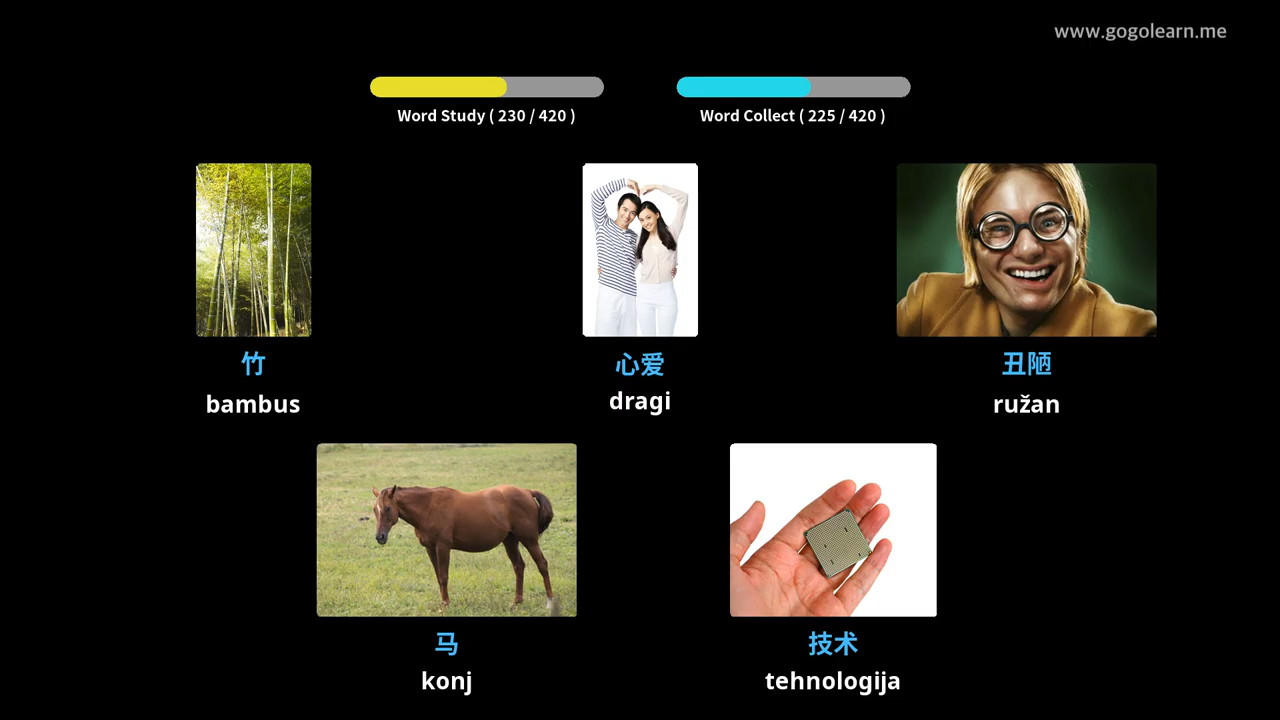 www.gogolearn.me
Word Study ( 230 / 420 )
Word Collect ( 225 / 420 )
竹
bambus
心爱
dragi
丑陋
ružan
马
konj
技术
tehnologija